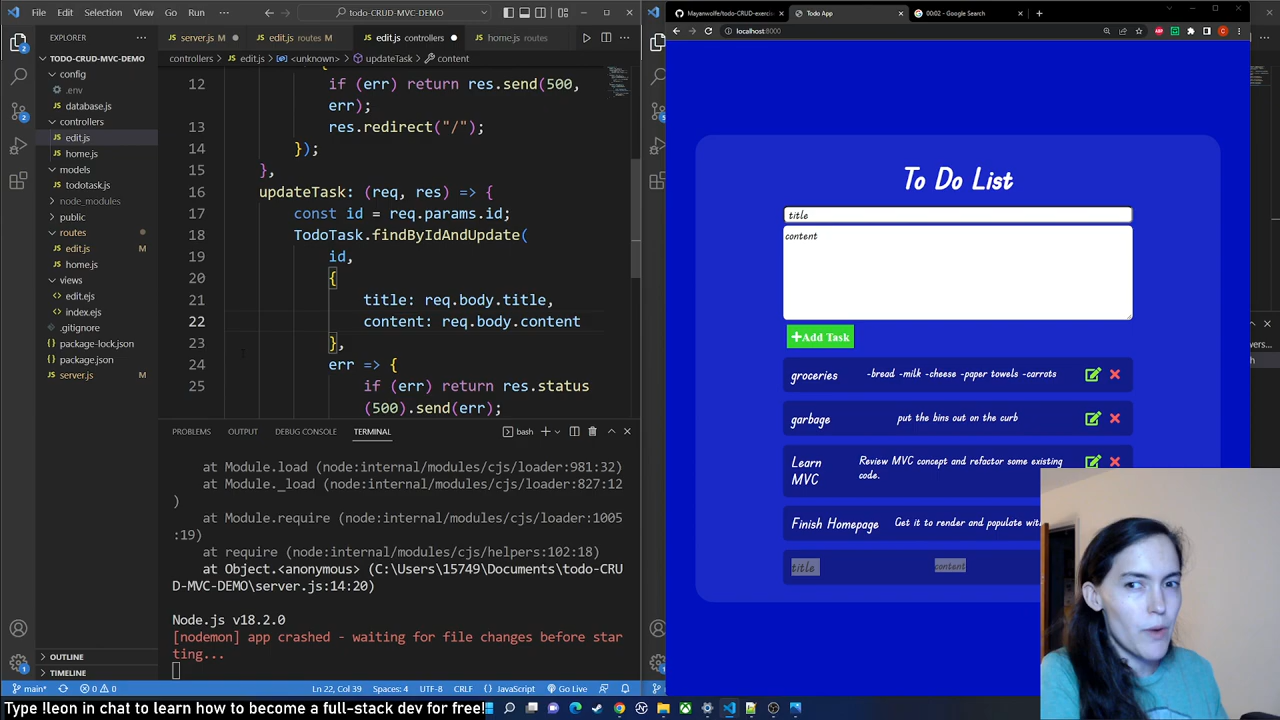 server.js
edit.js routes
edit.js controllers
home.js routes
todo-CRUD-mvc-demo - V...
EXPLORER
TODO-CRUD-MVC-DEMO
config
.env
database.js
controllers
edit.js
home.js
models
todotask.js
node_modules
public
routes
edit.js M
home.js
views
edit.ejs
index.ejs
.gitignore
package-lock.json
package.json
server.js M
OUTLINE
TIMELINE
controllers > edit.js > <unknown> > updateTask > content
12 if (err) return res.send(500,
err);
13 res.redirect("/");
14 });
15 },
16 updateTask: (req, res) => {
17 const id = req.params.id;
18 TodoTask.findByIdAndUpdate(
19 id,
20 {
21 title: req.body.title,
22 content: req.body.content
23 },
24 err => {
25 if (err) return res.status
(500).send(err);
PROBLEMS OUTPUT DEBUG CONSOLE TERMINAL
bash
at Module.load (node:internal/modules/cjs/loader:981:32)
at Module._load (node:internal/modules/cjs/loader:827:12
)
at Module.require (node:internal/modules/cjs/loader:1005
:19)
at require (node:internal/modules/cjs/helpers:102:18)
at Object.<anonymous> (C:\Users\15749\Documents\todo-CRU
D-MVC-DEMO\server.js:14:20)
Node.js v18.2.0
[nodemon] app crashed - waiting for file changes before star
ting...
main* 0 0 Ln 22, Col 39 Spaces: 4 UTF-8 CRLF JavaScript Go Live
Type !leon in chat to learn how to become a full-stack dev for free!
Mayanwolfe/todo-CRUD-exercis
Todo App
00:02 - Google Search
localhost:8000
To Do List
title
content
Add Task
groceries -bread -milk -cheese -paper towels -carrots
garbage put the bins out on the curb
Learn MVC Review MVC concept and refactor some existing code.
Finish Homepage Get it to render and populate
title content